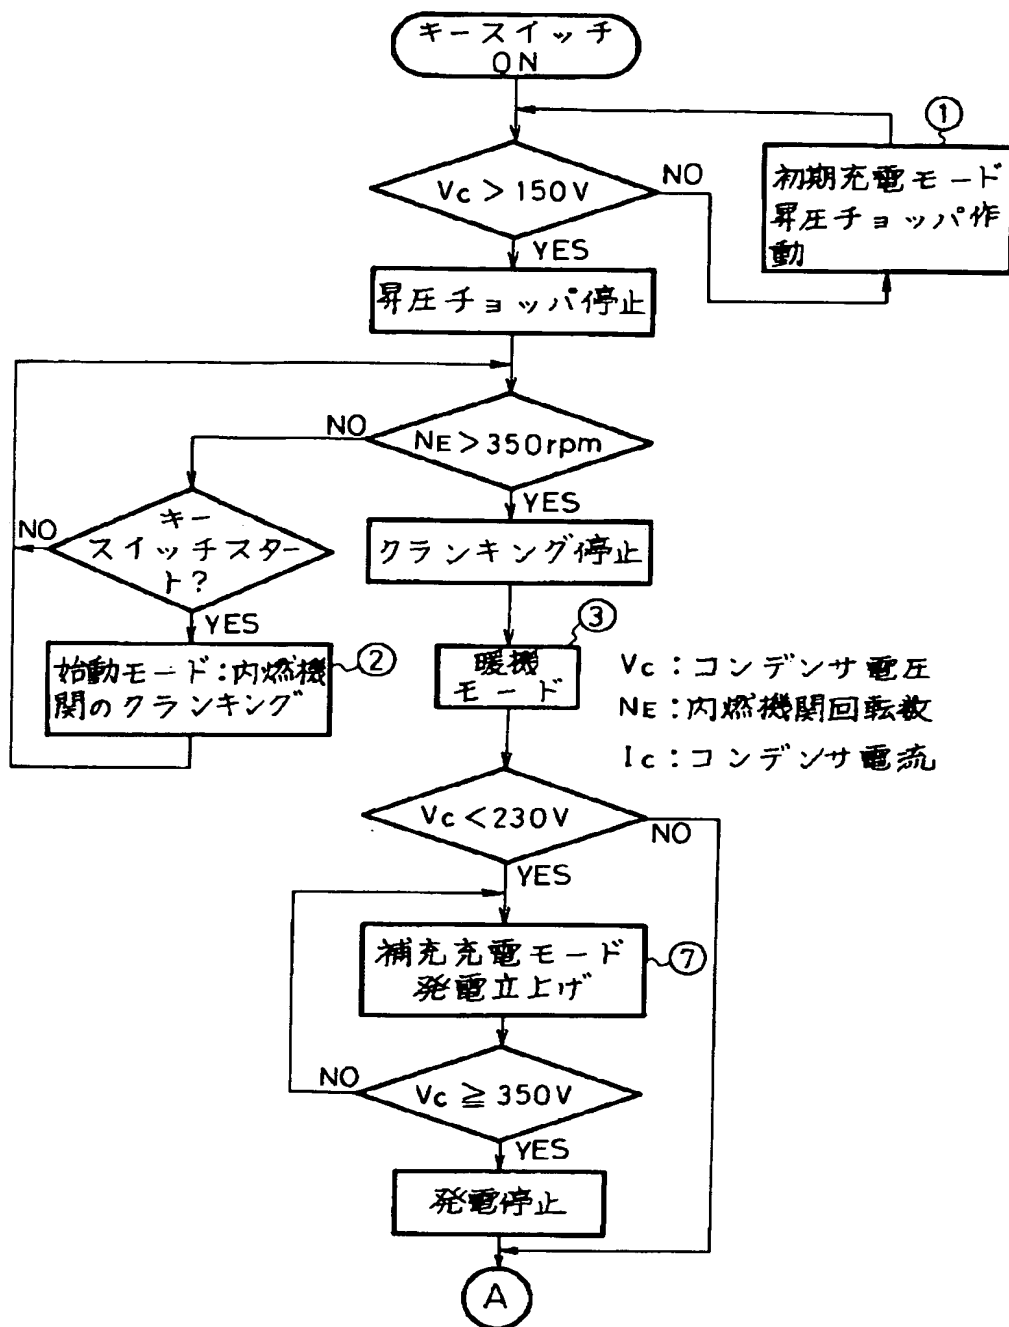 キースイッチ
ON
①
Vc > 150V
NO
初期充電モード
昇圧チョッパ作
動
YES
昇圧チョッパ停止
NO
NE > 350rpm
YES
NO
キー
スイッチスター
ト?
クランキング停止
YES
③
始動モード:内燃機
関のクランキング
②
暖機
モード
Vc:コンデンサ電圧
NE:内燃機関回転数
Ic:コンデンサ電流
Vc < 230V
NO
YES
補充充電モード
発電立上げ
⑦
NO
Vc ≧ 350V
YES
発電停止
A